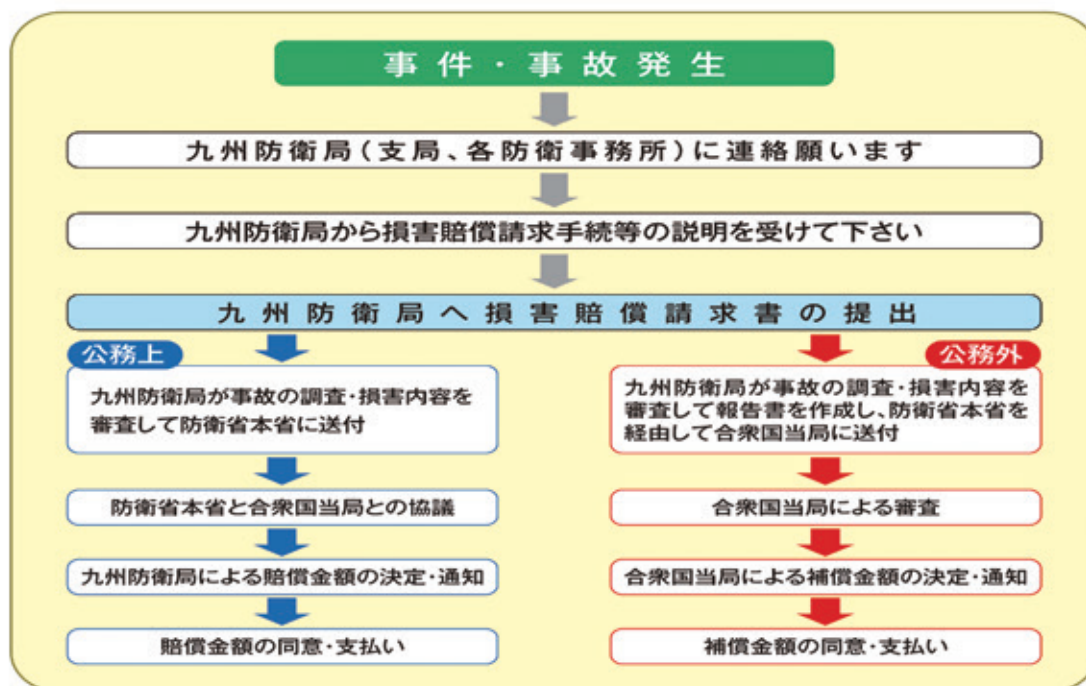 事件・事故発生
九州防衛局(支局、各防衛事務所)に連絡願います
九州防衛局から損害賠償請求手続等の説明を受けて下さい
九州防衛局へ損害賠償請求書の提出
公務上
九州防衛局が事故の調査・損害内容を
審査して防衛省本省に送付
防衛省本省と合衆国当局との協議
九州防衛局による賠償金額の決定・通知
賠償金額の同意・支払い
公務外
九州防衛局が事故の調査・損害内容を
審査して報告書を作成し、防衛省本省を
経由して合衆国当局に送付
合衆国当局による審査
合衆国当局による補償金額の決定・通知
補償金額の同意・支払い